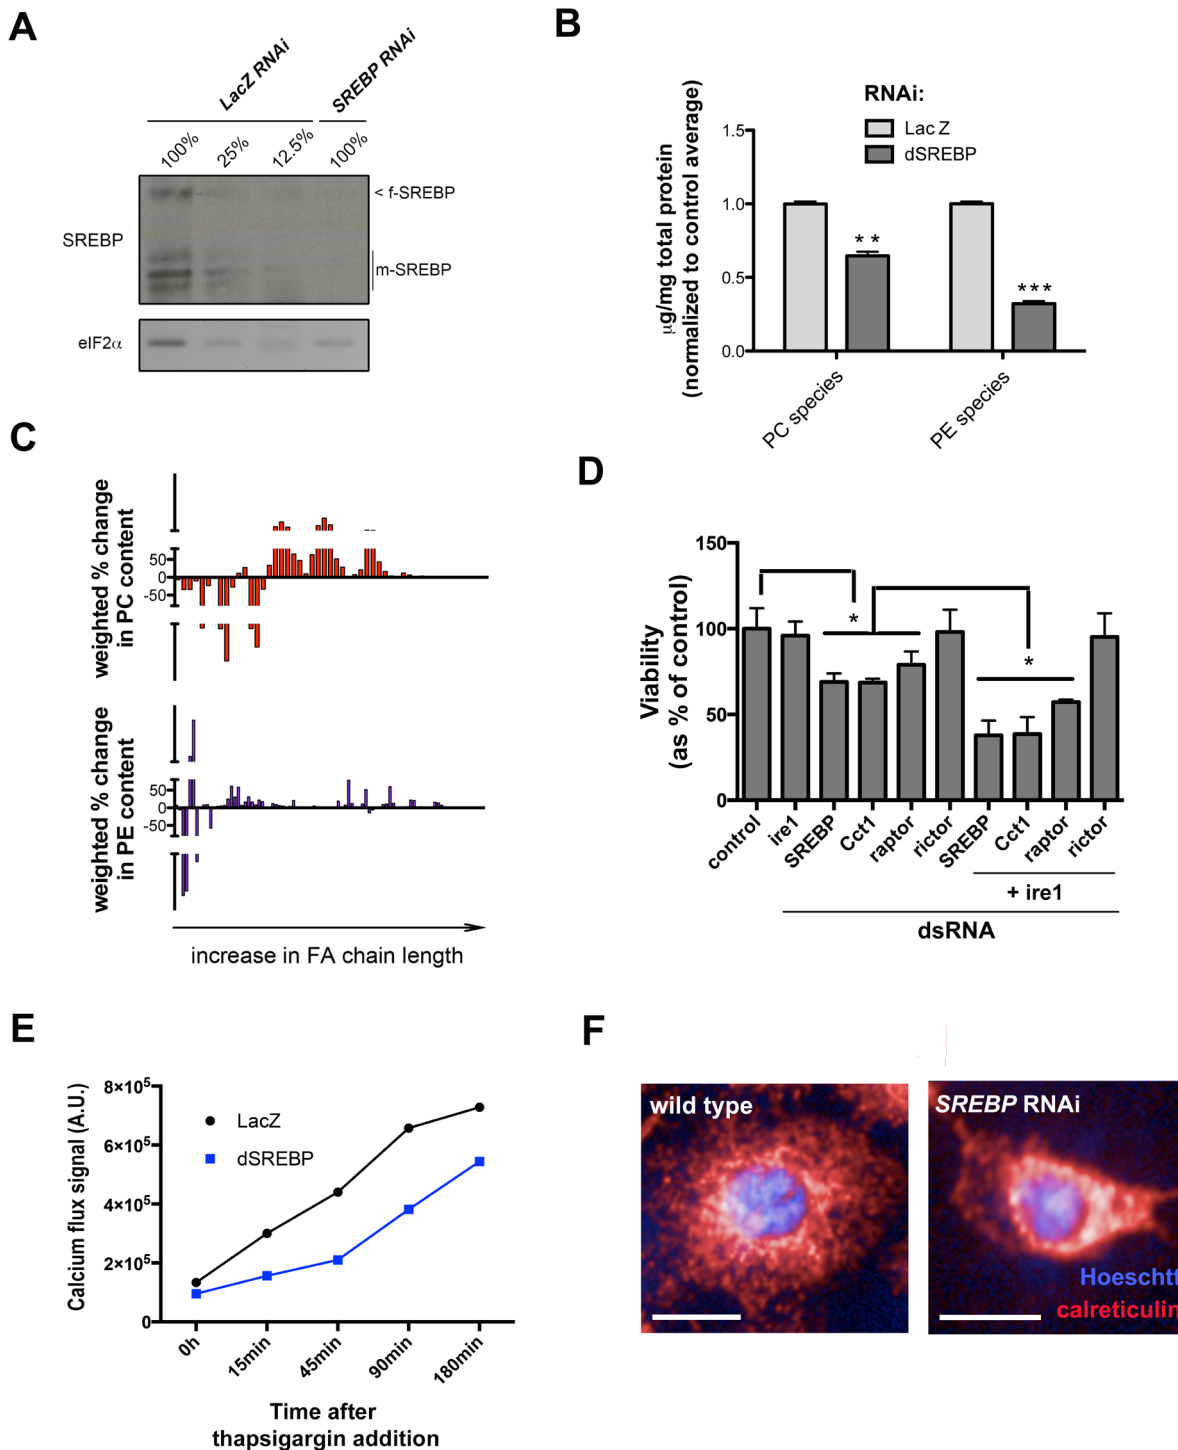 A
LacZ RNAi
SREBP RNAi
100%
25%
12.5%
100%
SREBP
< f-SREBP
m-SREBP
eIF2α
B
RNAi:
Lac Z
dSREBP
μg/mg total protein
(normalized to control average)
1.5
1.0
0.5
0.0
**
***
PC species
PE species
C
weighted % change
in PC content
50
0
-50
weighted % change
in PE content
50
0
-50
increase in FA chain length
D
Viability
(as % of control)
150
100
50
0
*
*
control
ire1
SREBP
Cct1
raptor
rictor
SREBP
Cct1
raptor
rictor
+ ire1
dsRNA
E
Calcium flux signal (A.U.)
8×10⁵
6×10⁵
4×10⁵
2×10⁵
0
LacZ
dSREBP
0h
15min
45min
90min
180min
Time after
thapsigargin addition
F
wild type
SREBP RNAi
Hoeschtt
calreticulin